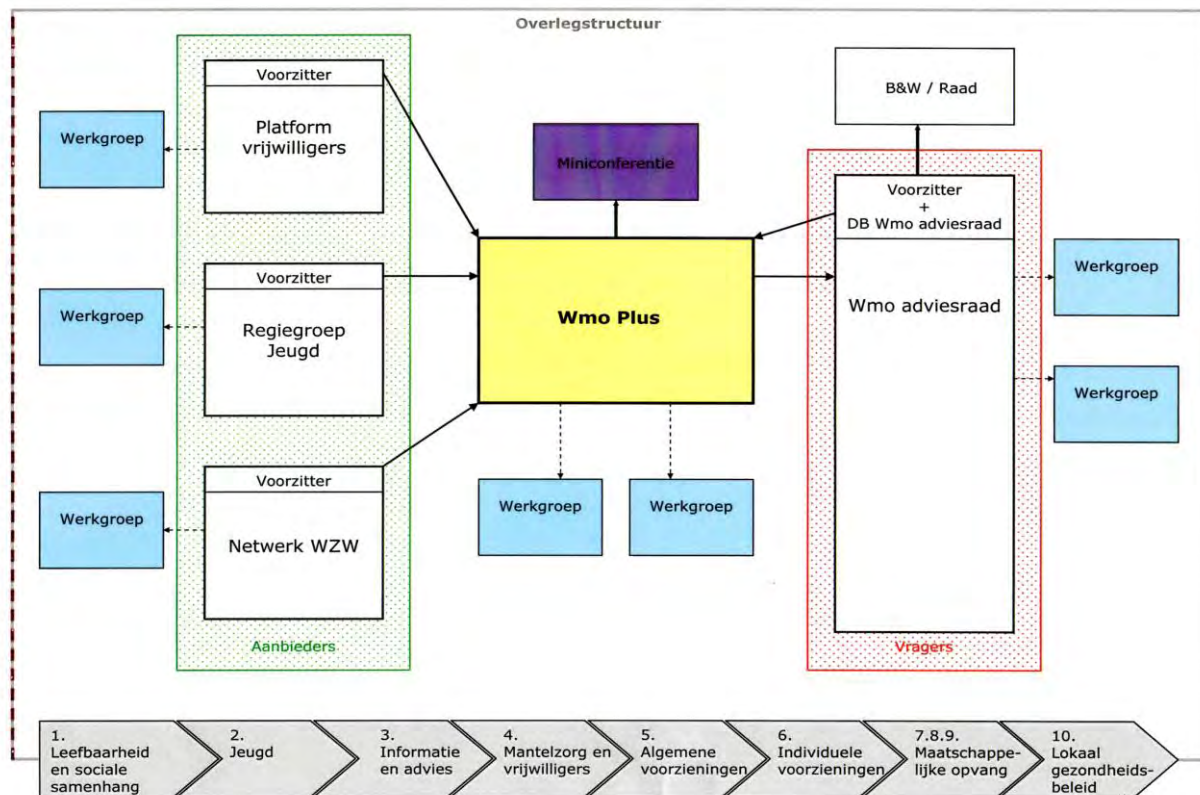 Overlegstructuur
Voorzitter
Platform
vrijwilligers
Werkgroep
Voorzitter
Regiegroep
Jeugd
Werkgroep
Voorzitter
Netwerk WZW
Werkgroep
Aanbieders
Miniconferentie
Wmo Plus
Werkgroep
Werkgroep
B&W / Raad
Voorzitter
+
DB Wmo adviesraad
Wmo adviesraad
Werkgroep
Werkgroep
Vragers
1.
Leefbaarheid
en sociale
samenhang
2.
Jeugd
3.
Informatie
en advies
4.
Mantelzorg en
vrijwilligers
5.
Algemene
voorzieningen
6.
Individuele
voorzieningen
7.8.9.
Maatschappe-
lijke opvang
10.
Lokaal
gezondheids-
beleid